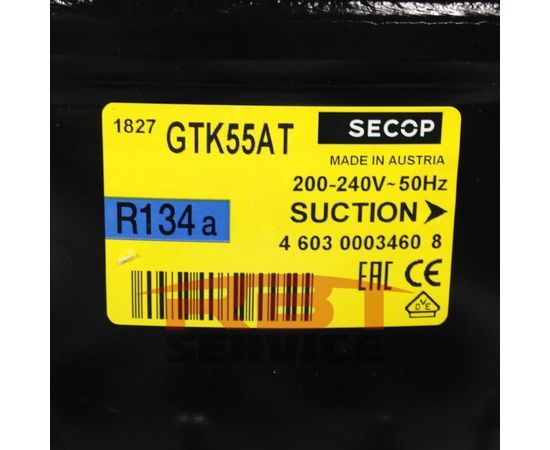 1827 GTK55AT SECOP
MADE IN AUSTRIA
200-240V~50Hz
R134a SUCTION
4 603 0003460 8
EAC CE
DVE
RBT
SERVICE